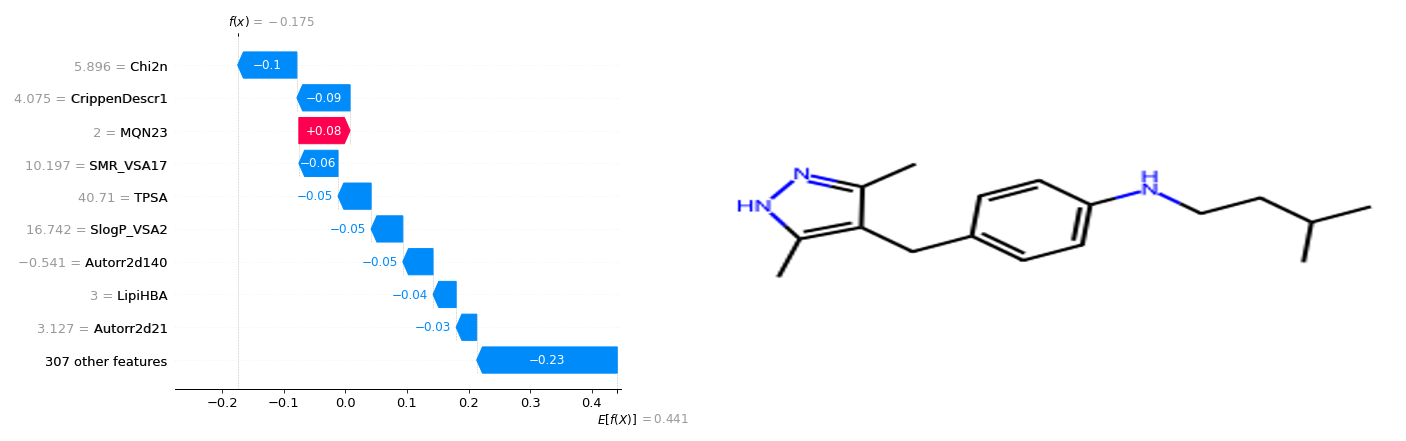 f(x) = −0.175
5.896 = Chi2n
−0.1
4.075 = CrippenDescr1
−0.09
2 = MQN23
+0.08
10.197 = SMR_VSA17
−0.06
40.71 = TPSA
−0.05
16.742 = SlogP_VSA2
−0.05
−0.541 = Autorr2d140
−0.05
3 = LipiHBA
−0.04
3.127 = Autorr2d21
−0.03
307 other features
−0.23
−0.2 −0.1 0.0 0.1 0.2 0.3 0.4
E[f(X)] = 0.441
N
HN
H
N